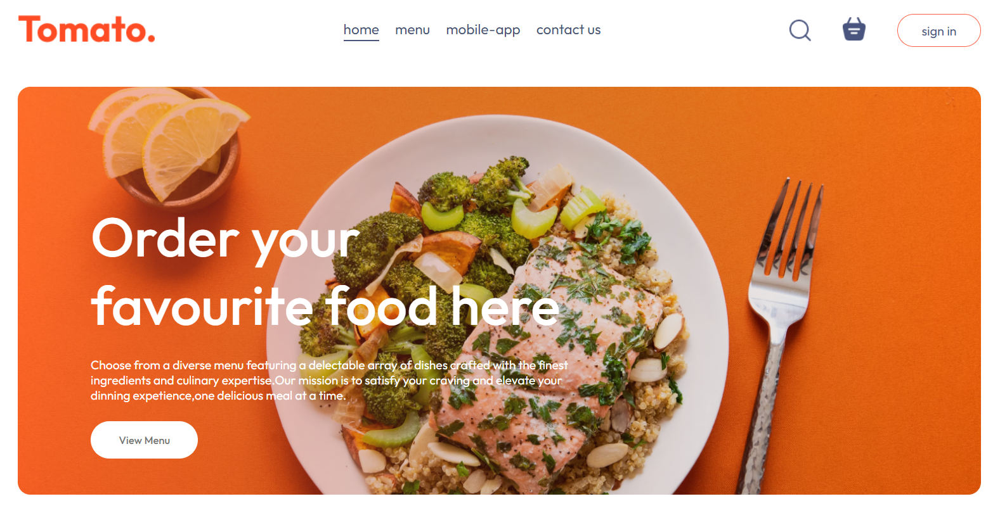 Tomato.
home menu mobile-app contact us
sign in
Order your
favourite food here
Choose from a diverse menu featuring a delectable array of dishes crafted with the finest
ingredients and culinary expertise.Our mission is to satisfy your craving and elevate your
dinning expetience,one delicious meal at a time.
View Menu